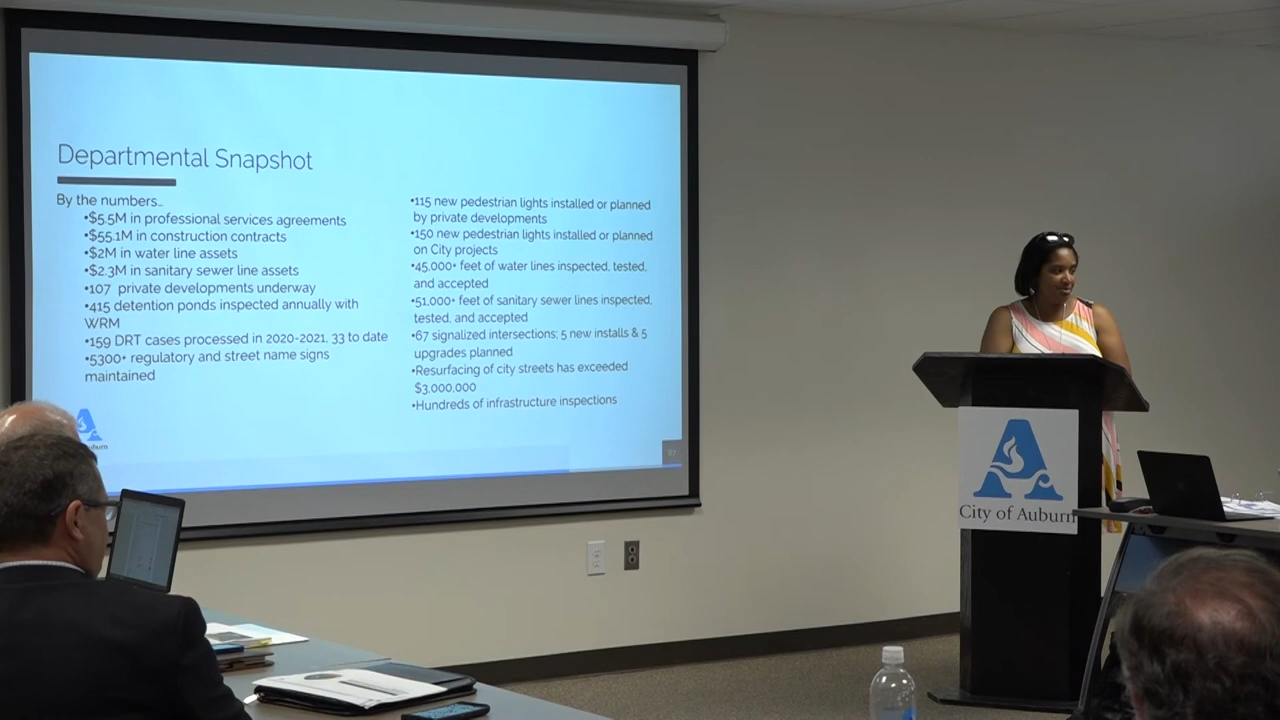 Departmental Snapshot
By the numbers…
•$5.5M in professional services agreements
•$55.1M in construction contracts
•$2M in water line assets
•$2.3M in sanitary sewer line assets
•107 private developments underway
•415 detention ponds inspected annually with
WRM
•159 DRT cases processed in 2020-2021, 33 to date
•5300+ regulatory and street name signs
maintained
•115 new pedestrian lights installed or planned
by private developments
•150 new pedestrian lights installed or planned
on City projects
•45,000+ feet of water lines inspected, tested,
and accepted
•51,000+ feet of sanitary sewer lines inspected,
tested, and accepted
•67 signalized intersections; 5 new installs & 5
upgrades planned
•Resurfacing of city streets has exceeded
$3,000,000
•Hundreds of infrastructure inspections
City of Auburn